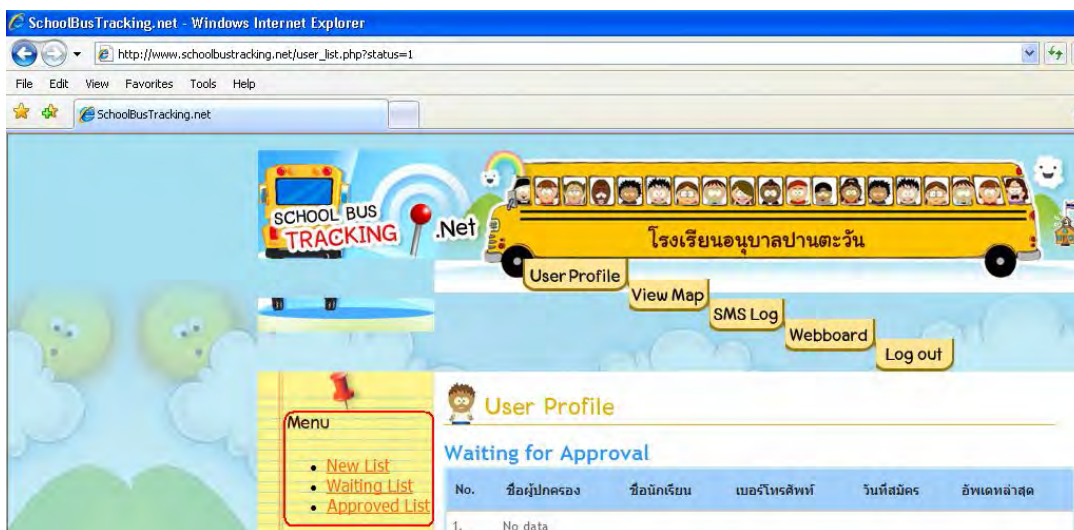 SchoolBusTracking.net - Windows Internet Explorer
http://www.schoolbustracking.net/user_list.php?status=1
File Edit View Favorites Tools Help
SchoolBusTracking.net
SCHOOL BUS
TRACKING .Net
โรงเรียนอนุบาลปานตะวัน
User Profile
View Map
SMS Log
Webboard
Log out
Menu
New List
Waiting List
Approved List
User Profile
Waiting for Approval
No. ชื่อผู้ปกครอง ชื่อนักเรียน เบอร์โทรศัพท์ วันที่สมัคร อัพเดทล่าสุด
1. No data